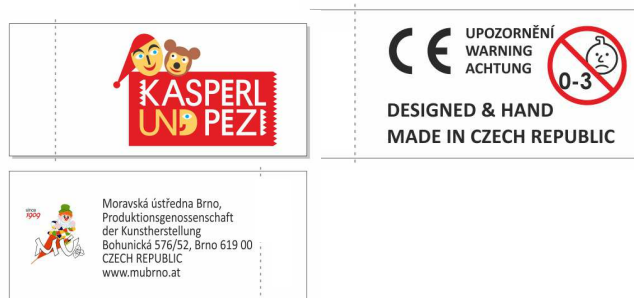 KASPERL
UND PEZI
CE
UPOZORNĚNÍ
WARNING
ACHTUNG
0-3
DESIGNED & HAND
MADE IN CZECH REPUBLIC
since
1909
MU
Moravská ústředna Brno,
Produktionsgenossenschaft
der Kunstherstellung
Bohunická 576/52, Brno 619 00
CZECH REPUBLIC
www.mubrno.at